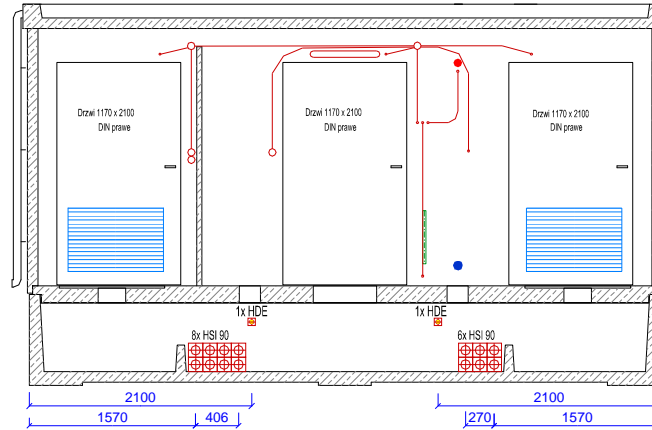 Drzwi 1170 x 2100
DIN prawe
Drzwi 1170 x 2100
DIN prawe
Drzwi 1170 x 2100
DIN prawe
1x HDE
1x HDE
8x HSI 90
6x HSI 90
2100
2100
1570
406
270
1570